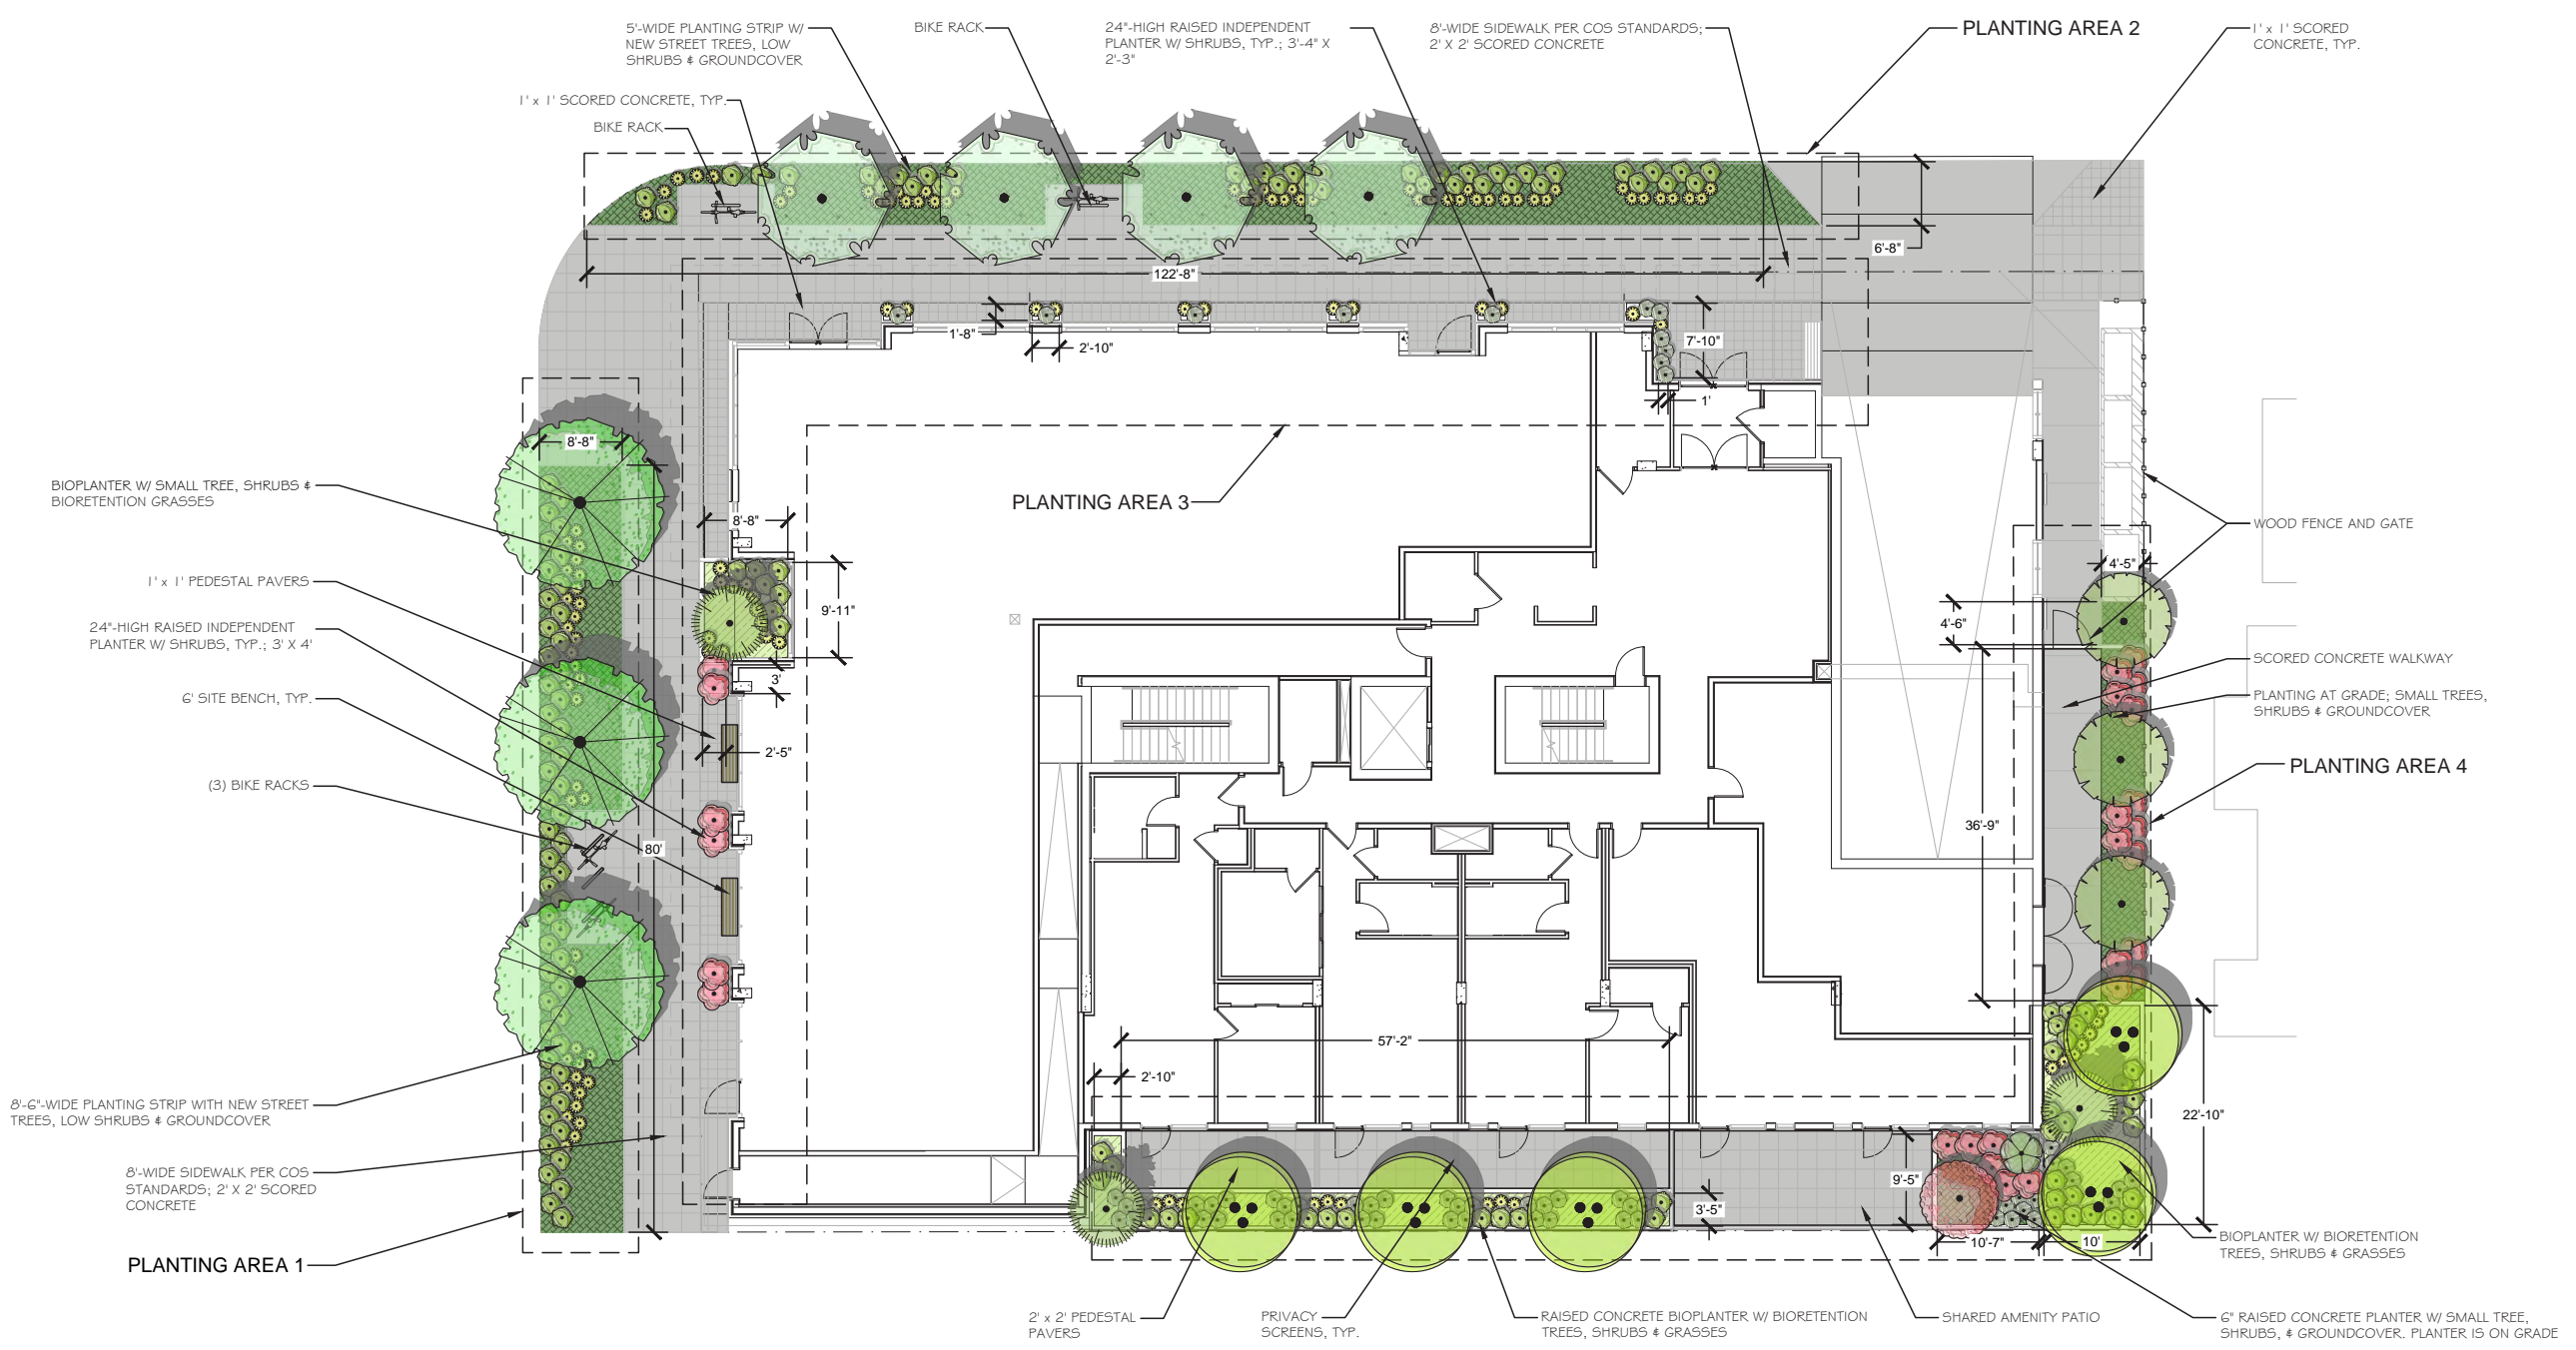 5'-WIDE PLANTING STRIP W/
NEW STREET TREES, LOW
SHRUBS & GROUNDCOVER
BIKE RACK
24"-HIGH RAISED INDEPENDENT
PLANTER W/ SHRUBS, TYP.; 3'-4" X
2'-3"
8'-WIDE SIDEWALK PER COS STANDARDS;
2' X 2' SCORED CONCRETE
PLANTING AREA 2
1' x 1' SCORED
CONCRETE, TYP.
1' x 1' SCORED CONCRETE, TYP.
BIKE RACK
6'-8"
122'-8"
1'-8"
2'-10"
7'-10"
1'
8'-8"
BIOPLANTER W/ SMALL TREE, SHRUBS &
BIORETENTION GRASSES
PLANTING AREA 3
8'-8"
WOOD FENCE AND GATE
4'-5"
1' x 1' PEDESTAL PAVERS
9'-11"
4'-6"
24"-HIGH RAISED INDEPENDENT
PLANTER W/ SHRUBS, TYP.; 3' X 4'
SCORED CONCRETE WALKWAY
3'
6' SITE BENCH, TYP.
PLANTING AT GRADE; SMALL TREES,
SHRUBS & GROUNDCOVER
2'-5"
PLANTING AREA 4
(3) BIKE RACKS
36'-9"
80'
57'-2"
2'-10"
8'-6"-WIDE PLANTING STRIP WITH NEW STREET
TREES, LOW SHRUBS & GROUNDCOVER
22'-10"
8'-WIDE SIDEWALK PER COS
STANDARDS; 2' X 2' SCORED
CONCRETE
9'-5"
3'-5"
10'-7"
10'
BIOPLANTER W/ BIORETENTION
TREES, SHRUBS & GRASSES
PLANTING AREA 1
2' x 2' PEDESTAL
PAVERS
PRIVACY
SCREENS, TYP.
RAISED CONCRETE BIOPLANTER W/ BIORETENTION
TREES, SHRUBS & GRASSES
SHARED AMENITY PATIO
6" RAISED CONCRETE PLANTER W/ SMALL TREE,
SHRUBS, & GROUNDCOVER. PLANTER IS ON GRADE